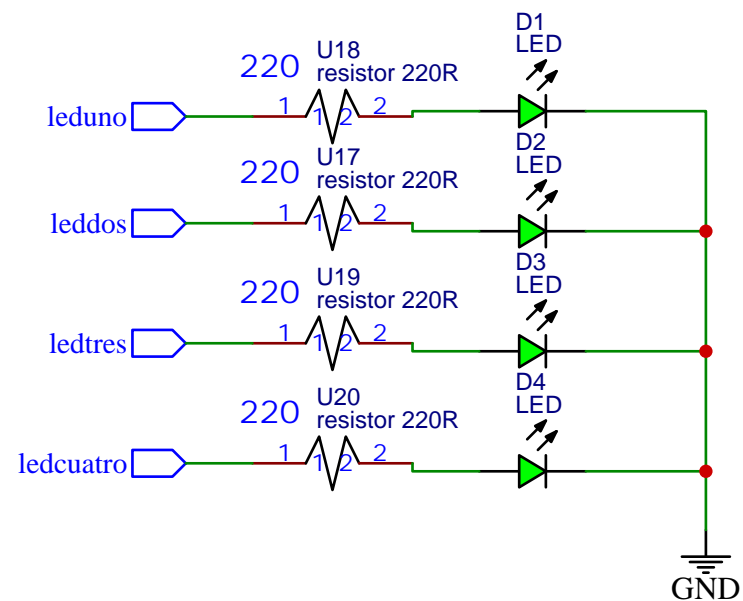 D1
LED
220
U18
resistor 220R
leduno
1
1
2
2
D2
LED
220
U17
resistor 220R
leddos
1
1
2
2
D3
LED
220
U19
resistor 220R
ledtres
1
1
2
2
D4
LED
220
U20
resistor 220R
ledcuatro
1
1
2
2
GND